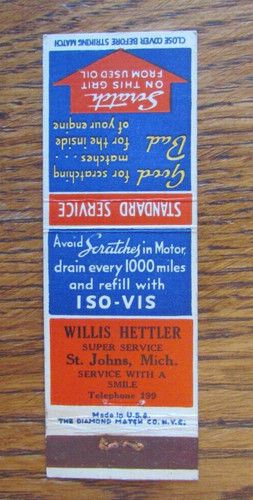 CLOSE COVER BEFORE STRIKING MATCH
Scratch
ON THIS GRIT
FROM USED OIL
Good for scratching
matches . . . .
Bad for the inside
of your engine
STANDARD SERVICE
Avoid Scratches in Motor,
drain every 1000 miles
and refill with
ISO-VIS
WILLIS HETTLER
SUPER SERVICE
St. Johns, Mich.
SERVICE WITH A
SMILE
Telephone 199
Made in U.S.A.
THE DIAMOND MATCH CO. N.Y.C.